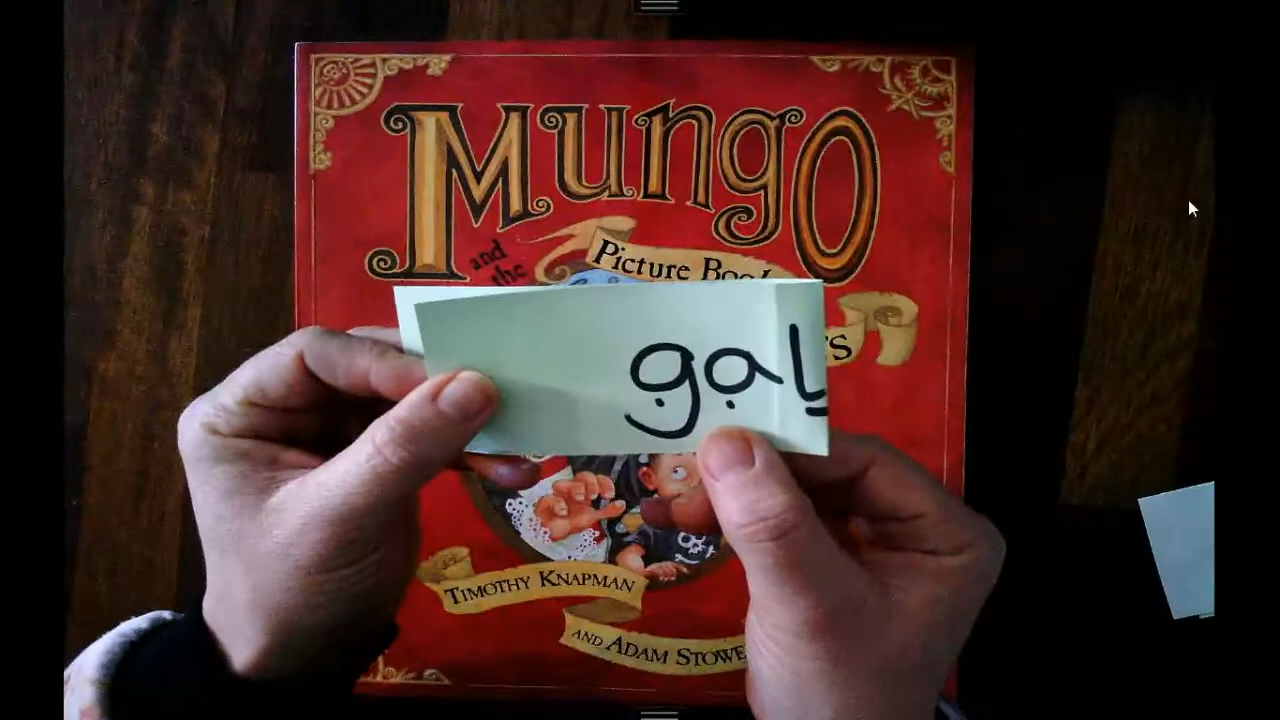 Mungo
and the
Picture Book
gal
TIMOTHY KNAPMAN
AND ADAM STOWE